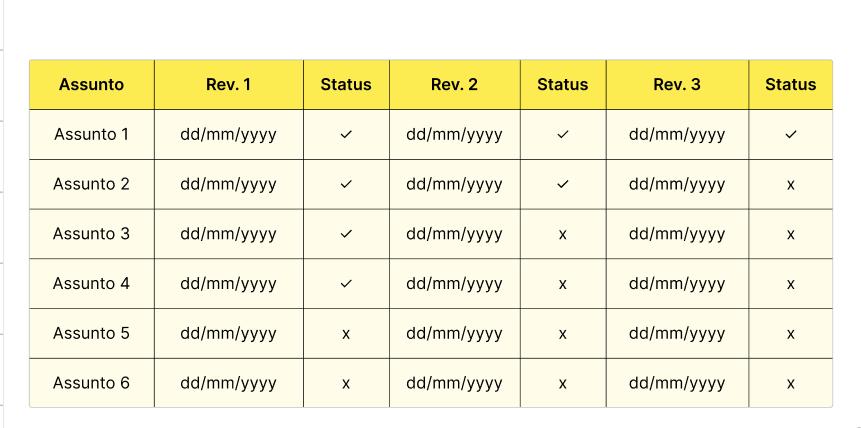 Assunto Rev. 1 Status Rev. 2 Status Rev. 3 Status
Assunto 1 dd/mm/yyyy ✓ dd/mm/yyyy ✓ dd/mm/yyyy ✓
Assunto 2 dd/mm/yyyy ✓ dd/mm/yyyy ✓ dd/mm/yyyy x
Assunto 3 dd/mm/yyyy ✓ dd/mm/yyyy x dd/mm/yyyy x
Assunto 4 dd/mm/yyyy ✓ dd/mm/yyyy x dd/mm/yyyy x
Assunto 5 dd/mm/yyyy x dd/mm/yyyy x dd/mm/yyyy x
Assunto 6 dd/mm/yyyy x dd/mm/yyyy x dd/mm/yyyy x